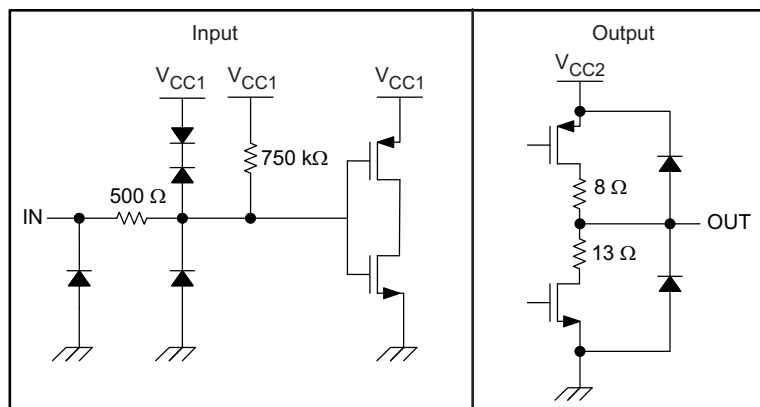 Input
Output
VCC1
VCC1
VCC1
VCC2
750 kΩ
500 Ω
8 Ω
IN
OUT
13 Ω